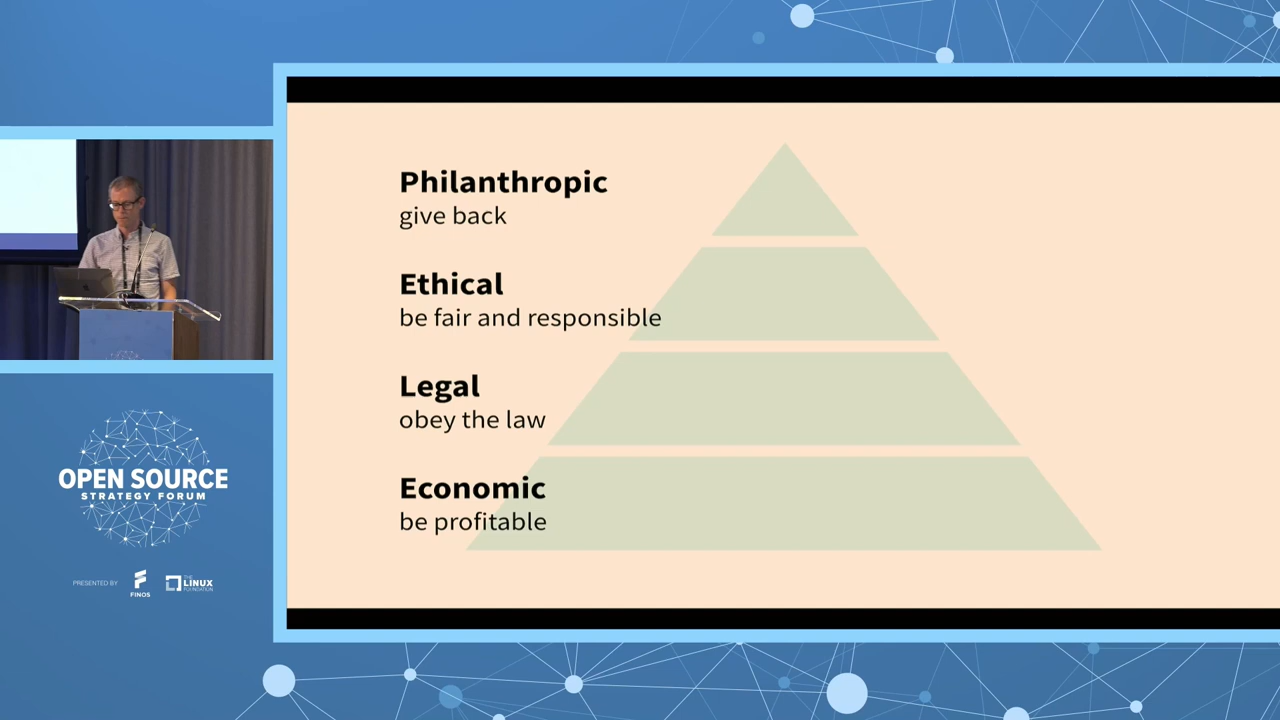 Philanthropic
give back
Ethical
be fair and responsible
Legal
obey the law
Economic
be profitable
OPEN SOURCE
STRATEGY FORUM
PRESENTED BY
FINOS
THE
LINUX
FOUNDATION